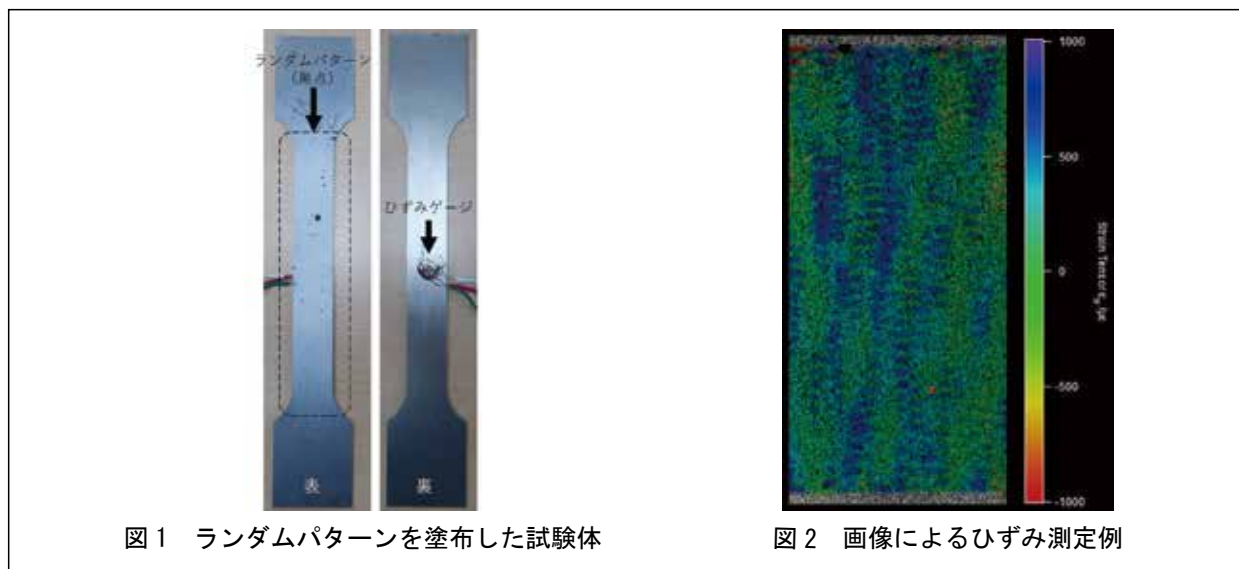 ランダムパターン
ひずみゲージ
表
裏
図1 ランダムパターンを塗布した試験体
1000
500
0
-500
-1000
図2 画像によるひずみ測定例